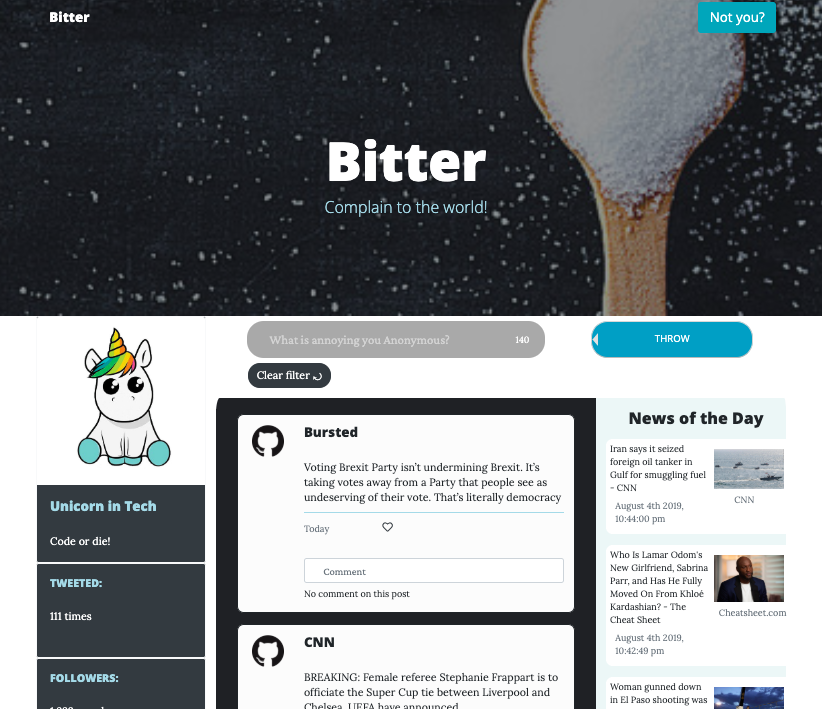 Bitter
Not you?
Bitter
Complain to the world!
What is annoying you Anonymous?
140
THROW
Clear filter
Unicorn in Tech
Code or die!
TWEETED:
111 times
FOLLOWERS:
Bursted
Voting Brexit Party isn't undermining Brexit. It's
taking votes away from a Party that people see as
undeserving of their vote. That's literally democracy
Today
Comment
No comment on this post
CNN
BREAKING: Female referee Stephanie Frappart is to
officiate the Super Cup tie between Liverpool and
Chelsea, UEFA have announced
News of the Day
Iran says it seized
foreign oil tanker in
Gulf for smuggling fuel
- CNN
August 4th 2019,
10:44:00 pm
CNN
Who Is Lamar Odom's
New Girlfriend, Sabrina
Parr, and Has He Fully
Moved On From Khloé
Kardashian? - The
Cheat Sheet
August 4th 2019,
10:42:49 pm
Cheatsheet.com
Woman gunned down
in El Paso shooting was